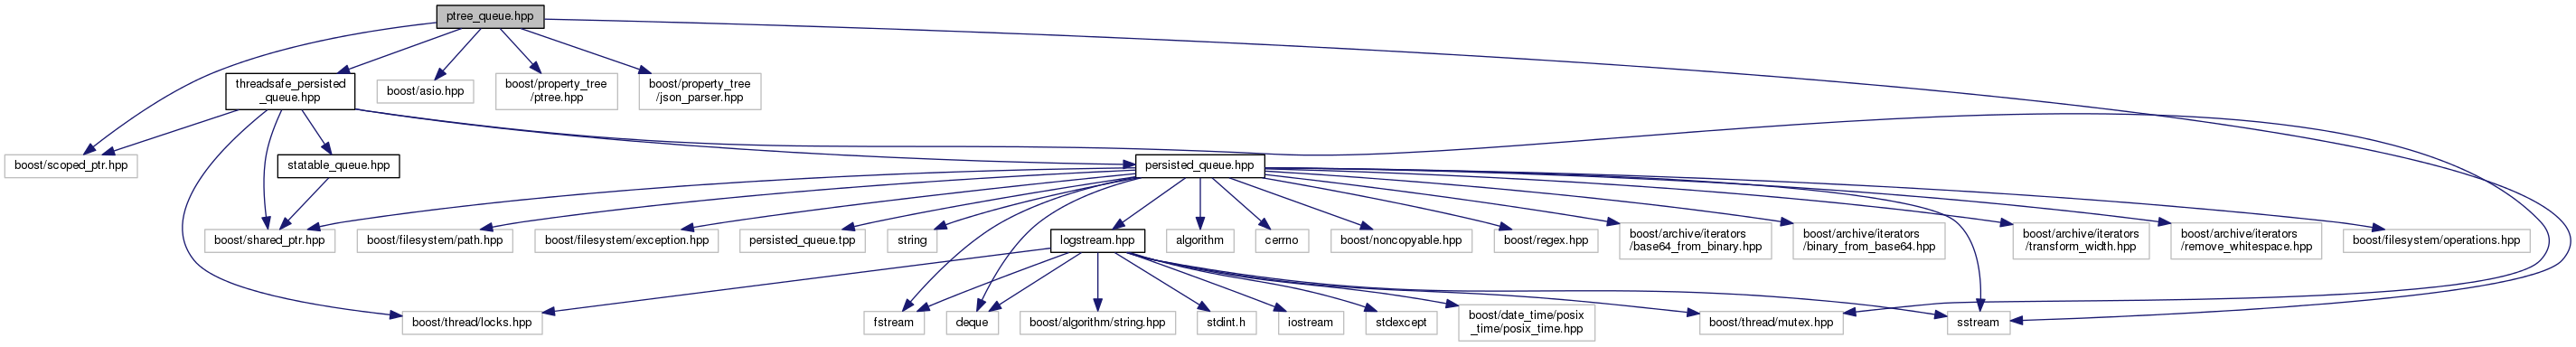 ptree_queue.hpp
threadsafe_persisted
_queue.hpp
boost/asio.hpp
boost/property_tree
/ptree.hpp
boost/property_tree
/json_parser.hpp
boost/scoped_ptr.hpp
statable_queue.hpp
persisted_queue.hpp
boost/shared_ptr.hpp
boost/filesystem/path.hpp
boost/filesystem/exception.hpp
persisted_queue.tpp
string
logstream.hpp
algorithm
cerrno
boost/noncopyable.hpp
boost/regex.hpp
boost/archive/iterators
/base64_from_binary.hpp
boost/archive/iterators
/binary_from_base64.hpp
boost/archive/iterators
/transform_width.hpp
boost/archive/iterators
/remove_whitespace.hpp
boost/filesystem/operations.hpp
boost/thread/locks.hpp
fstream
deque
boost/algorithm/string.hpp
stdint.h
iostream
stdexcept
boost/date_time/posix
_time/posix_time.hpp
boost/thread/mutex.hpp
sstream